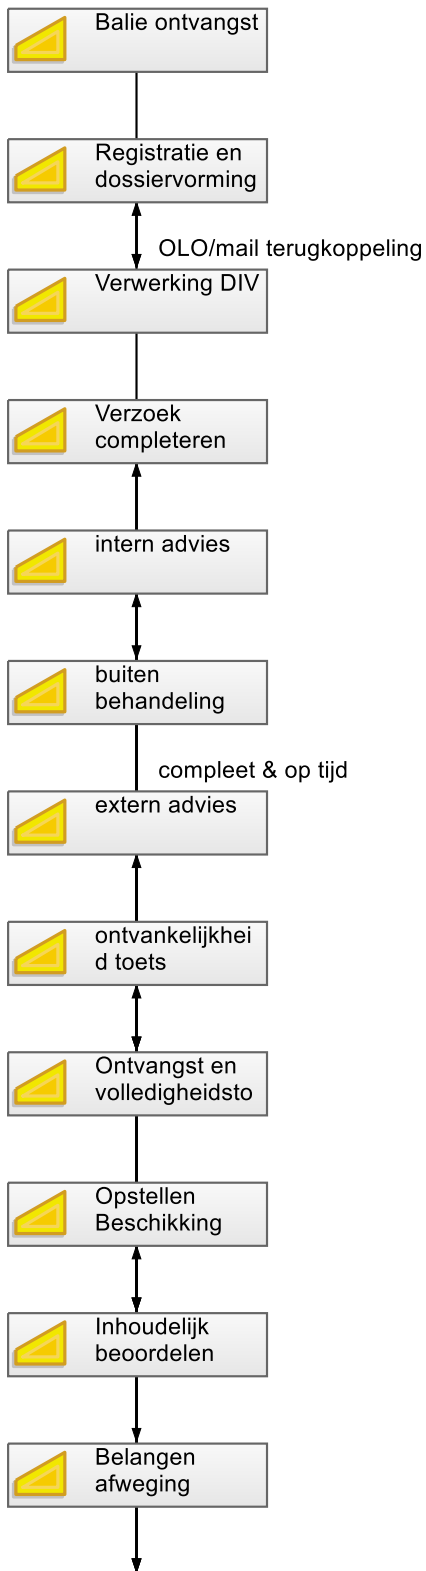 Balie ontvangst
Registratie en
dossiervorming
OLO/mail terugkoppeling
Verwerking DIV
Verzoek
completeren
intern advies
buiten
behandeling
compleet & op tijd
extern advies
ontvankelijkhei
d toets
Ontvangst en
volledigheidsto
Opstellen
Beschikking
Inhoudelijk
beoordelen
Belangen
afweging